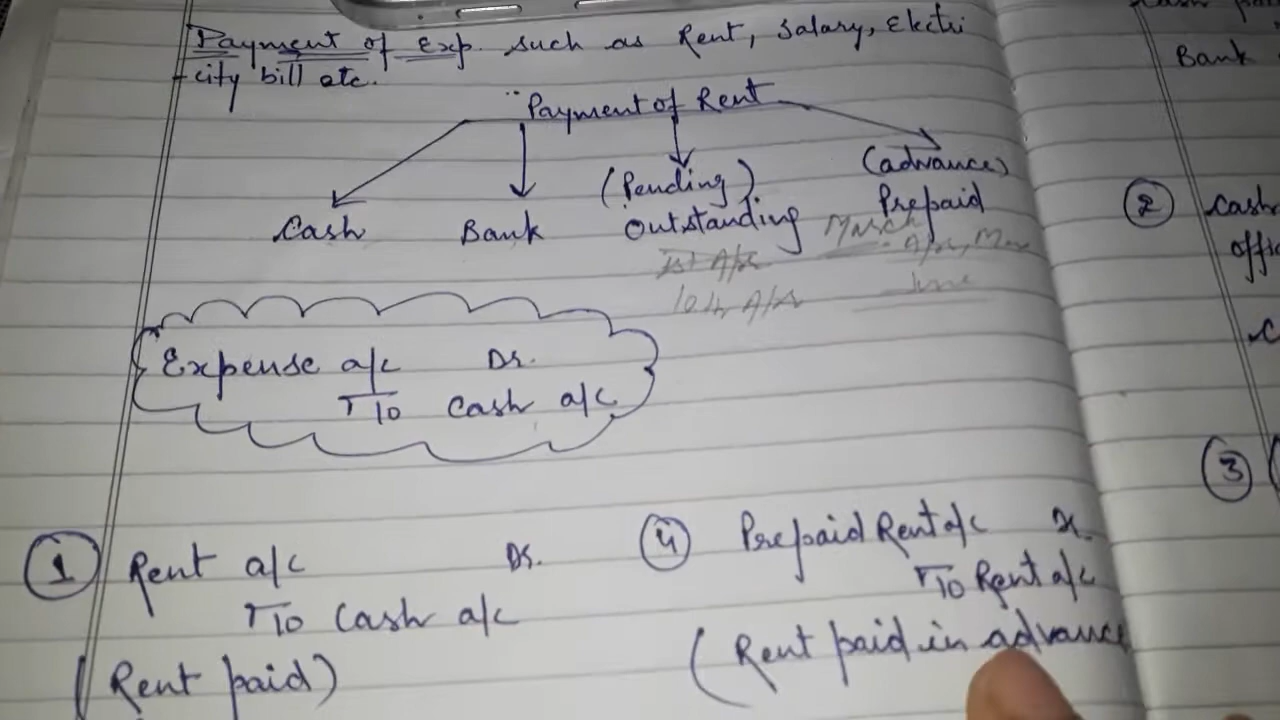 Payment of Exp. such as Rent, Salary, Electri
-city bill etc.
Payment of Rent
Cash
Bank
(Pending)
Outstanding
(advance)
Prepaid
March
Expense a/c Dr.
To Cash a/c
1 Rent a/c Dr.
To Cash a/c
(Rent paid)
4 Prepaid Rent a/c Dr.
To Rent a/c
(Rent paid in advance
Bank
2 Cash
3